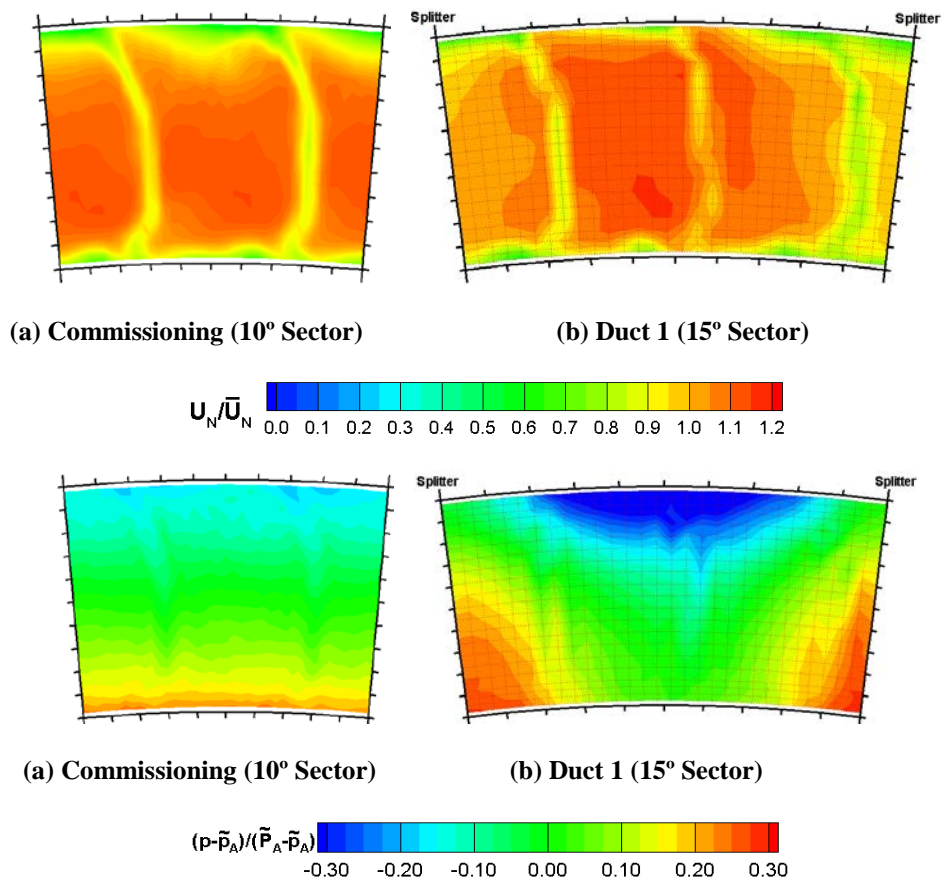 Splitter Splitter
(a) Commissioning (10º Sector) (b) Duct 1 (15º Sector)
U_N/U̅_N
0.0 0.1 0.2 0.3 0.4 0.5 0.6 0.7 0.8 0.9 1.0 1.1 1.2
Splitter Splitter
(a) Commissioning (10º Sector) (b) Duct 1 (15º Sector)
(p-p̃_A)/(P̃_A-p̃_A)
-0.30 -0.20 -0.10 0.00 0.10 0.20 0.30